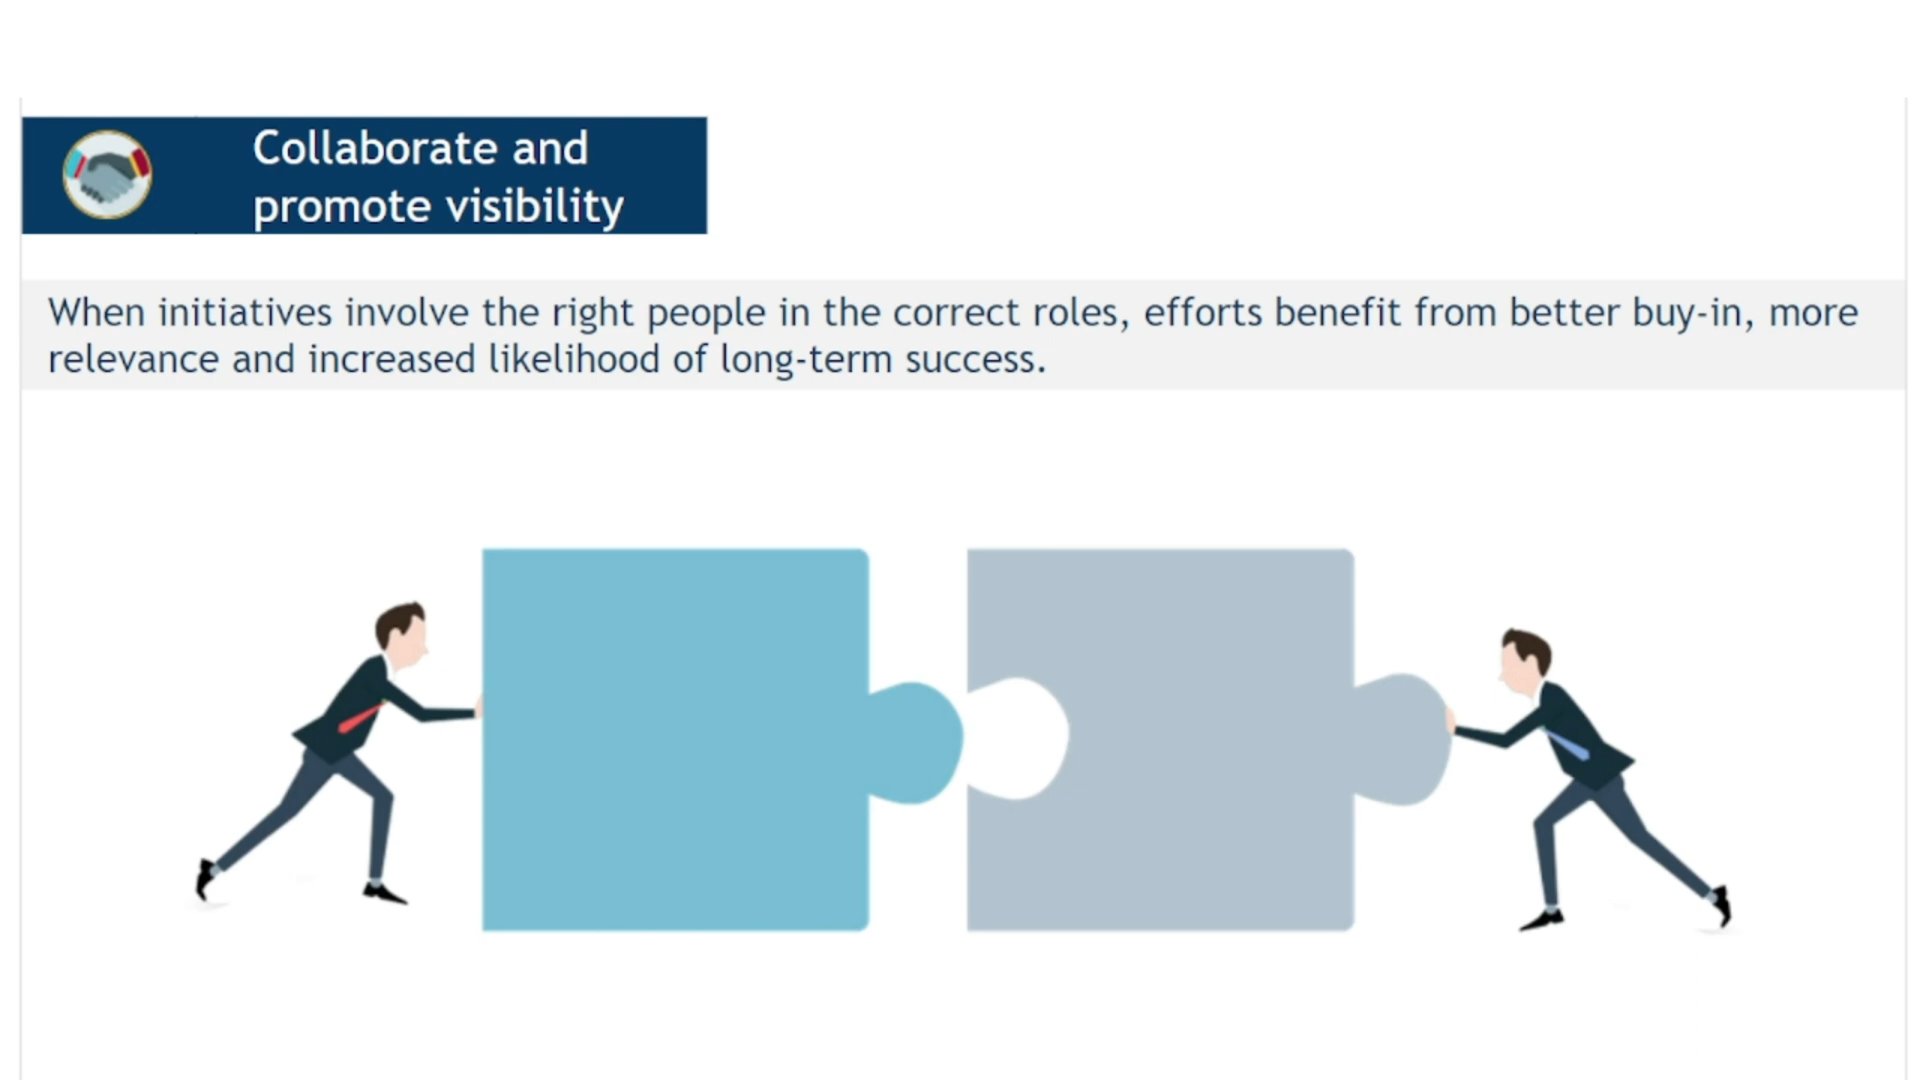 Collaborate and
promote visibility
When initiatives involve the right people in the correct roles, efforts benefit from better buy-in, more
relevance and increased likelihood of long-term success.